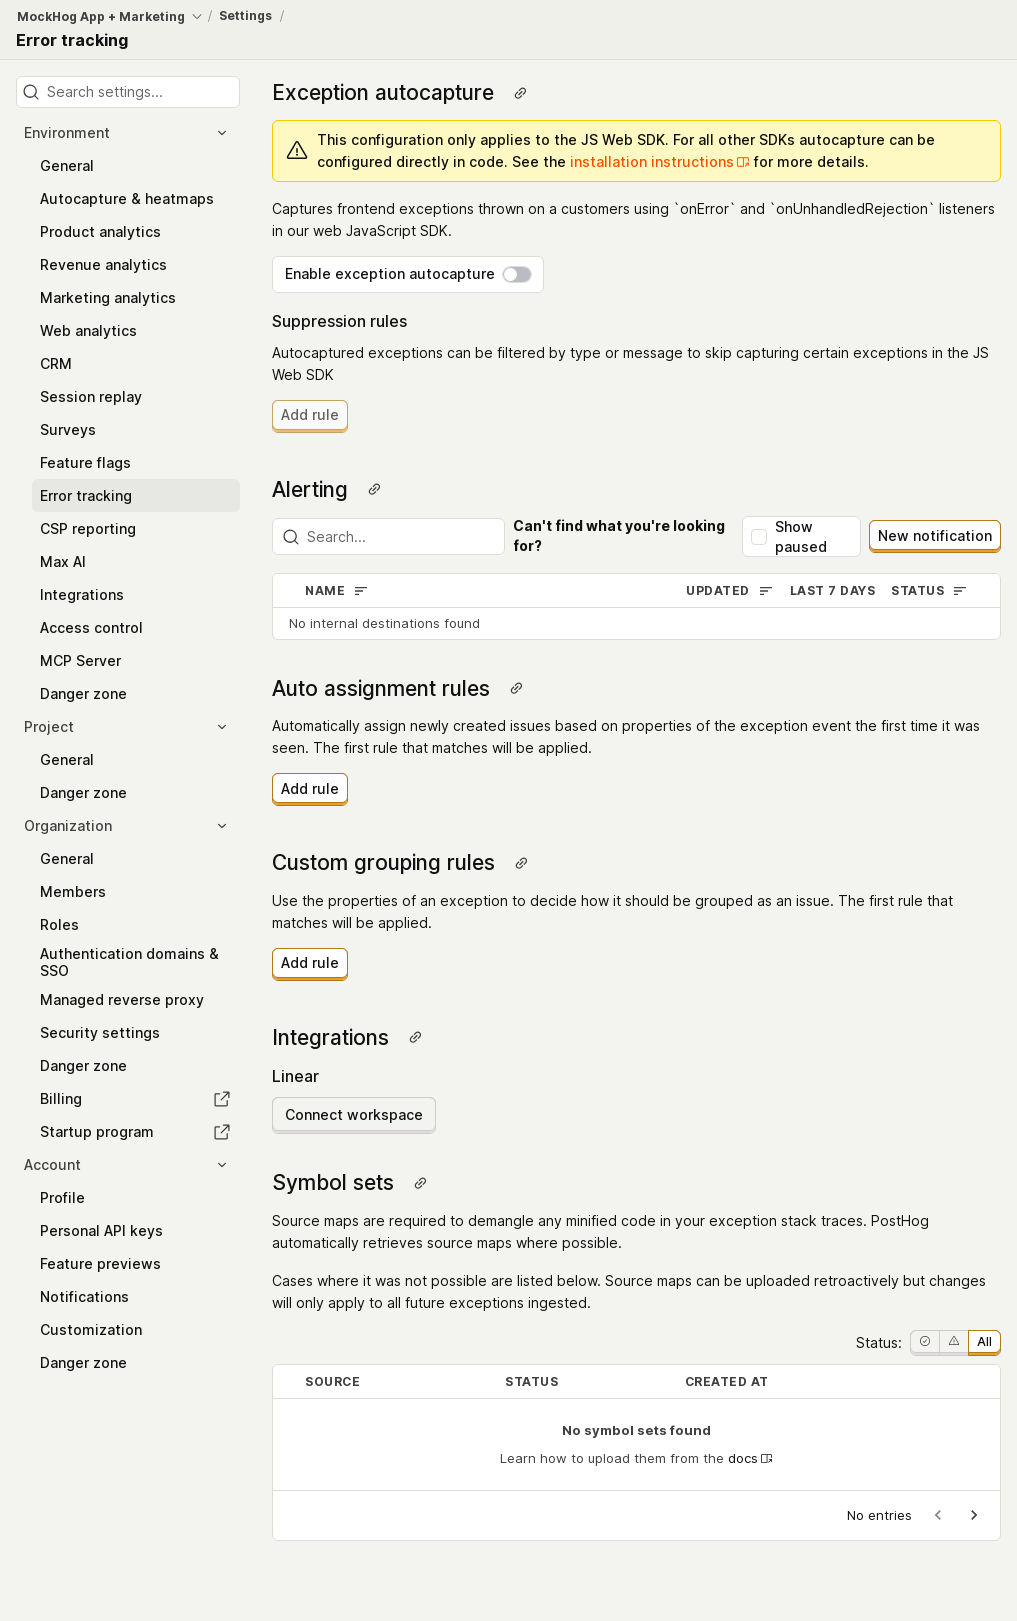 MockHog App + Marketing / Settings /
Error tracking
Search settings...
Environment
General
Autocapture & heatmaps
Product analytics
Revenue analytics
Marketing analytics
Web analytics
CRM
Session replay
Surveys
Feature flags
Error tracking
CSP reporting
Max AI
Integrations
Access control
MCP Server
Danger zone
Project
General
Danger zone
Organization
General
Members
Roles
Authentication domains &
SSO
Managed reverse proxy
Security settings
Danger zone
Billing
Startup program
Account
Profile
Personal API keys
Feature previews
Notifications
Customization
Danger zone
Exception autocapture
This configuration only applies to the JS Web SDK. For all other SDKs autocapture can be
configured directly in code. See the installation instructions for more details.
Captures frontend exceptions thrown on a customers using `onError` and `onUnhandledRejection` listeners
in our web JavaScript SDK.
Enable exception autocapture
Suppression rules
Autocaptured exceptions can be filtered by type or message to skip capturing certain exceptions in the JS
Web SDK
Add rule
Alerting
Search...
Can't find what you're looking
for?
Show
paused
New notification
NAME UPDATED LAST 7 DAYS STATUS
No internal destinations found
Auto assignment rules
Automatically assign newly created issues based on properties of the exception event the first time it was
seen. The first rule that matches will be applied.
Add rule
Custom grouping rules
Use the properties of an exception to decide how it should be grouped as an issue. The first rule that
matches will be applied.
Add rule
Integrations
Linear
Connect workspace
Symbol sets
Source maps are required to demangle any minified code in your exception stack traces. PostHog
automatically retrieves source maps where possible.
Cases where it was not possible are listed below. Source maps can be uploaded retroactively but changes
will only apply to all future exceptions ingested.
Status: All
SOURCE STATUS CREATED AT
No symbol sets found
Learn how to upload them from the docs
No entries